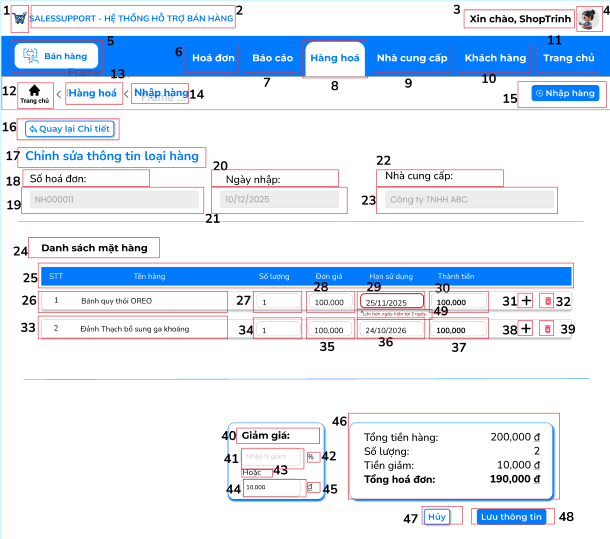 1 SALESSUPPORT - HỆ THỐNG HỖ TRỢ BÁN HÀNG 2
3 Xin chào, ShopTrinh 4
Bán hàng 5
6 Hoá đơn Báo cáo Hàng hoá Nhà cung cấp Khách hàng Trang chủ 11
Frame
7 8 9 10
12 Trang chủ < 13 Hàng hoá < Nhập hàng 14
Frame ...
15 Nhập hàng
16 Quay lại Chi tiết
17 Chỉnh sửa thông tin loại hàng
18 Số hoá đơn: 20 Ngày nhập: 22 Nhà cung cấp:
19 NH000011 21 10/12/2025 23 Công ty TNHH ABC
24 Danh sách mặt hàng
25 STT Tên hàng Số lượng Đơn giá Hạn sử dụng Thành tiền
28 29 30
26 1 Bánh quy thỏi OREO 27 1 100,000 25/11/2025 100,000 31 + 32
*Lớn hơn ngày hiện tại 5 ngày 49
33 2 Đảnh Thạch bổ sung ga khoáng 34 1 100,000 24/10/2026 100,000 38 + 39
35 36 37
40 Giảm giá:
41 Nhập % giảm % 42
Hoặc 43
44 10,000 đ 45
46 Tổng tiền hàng: 200,000 đ
Số lượng: 2
Tiền giảm: 10,000 đ
Tổng hoá đơn: 190,000 đ
47 Hủy Lưu thông tin 48